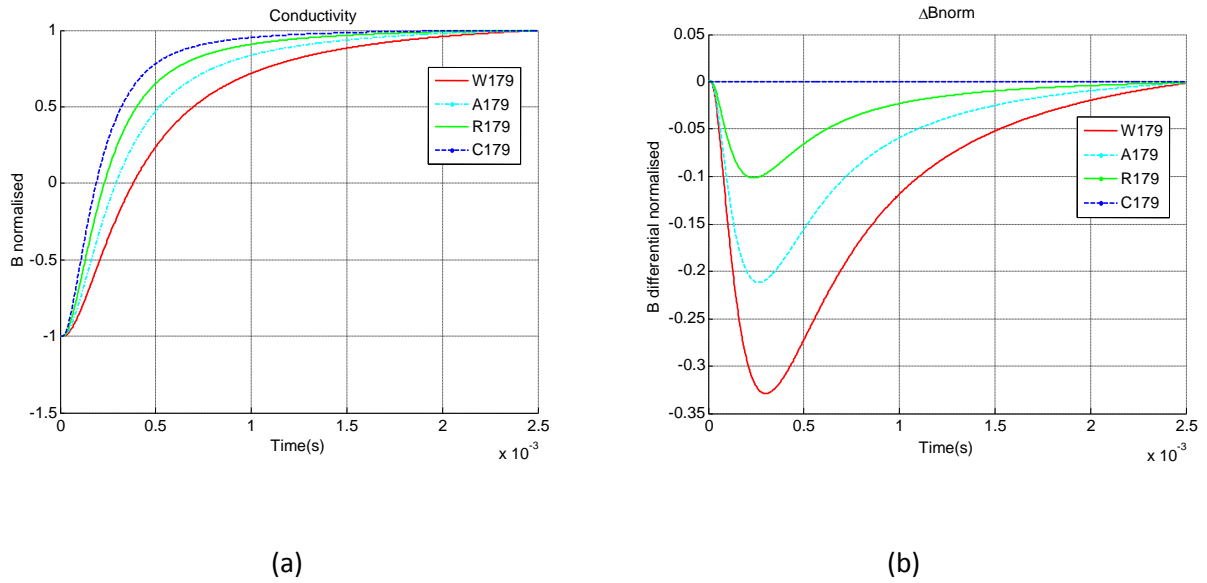 Conductivity
1
0.5
0
-0.5
-1
-1.5
B normalised
W179
A179
R179
C179
0 0.5 1 1.5 2 2.5
Time(s)
x 10⁻³
(a)
ΔBnorm
0.05
0
-0.05
-0.1
-0.15
-0.2
-0.25
-0.3
-0.35
B differential normalised
W179
A179
R179
C179
0 0.5 1 1.5 2 2.5
Time(s)
x 10⁻³
(b)